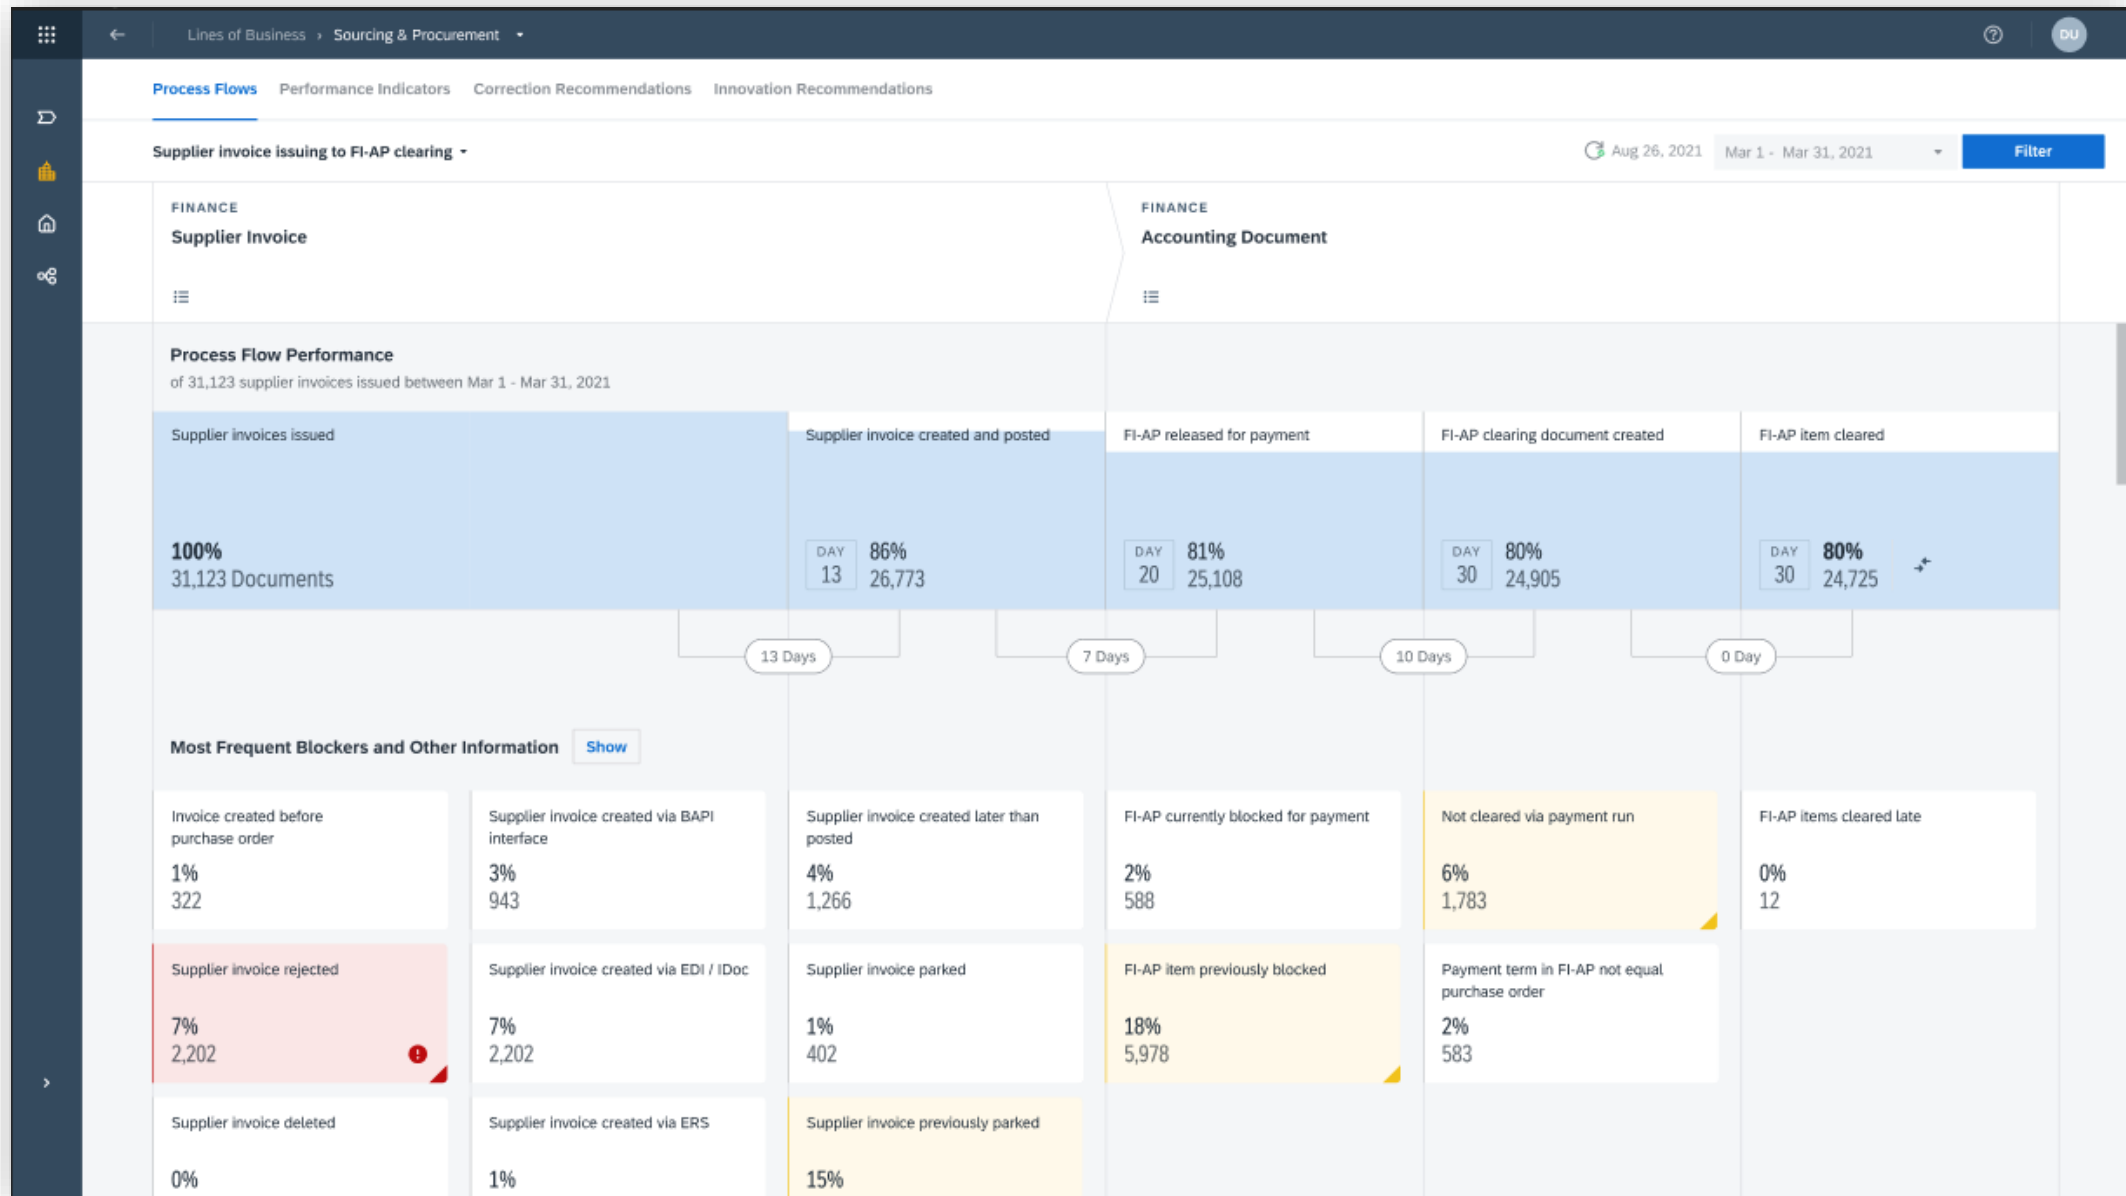 Lines of Business › Sourcing & Procurement
DU
Process Flows Performance Indicators Correction Recommendations Innovation Recommendations
Supplier invoice issuing to FI-AP clearing
Aug 26, 2021
Mar 1 - Mar 31, 2021
Filter
FINANCE
Supplier Invoice
FINANCE
Accounting Document
Process Flow Performance
of 31,123 supplier invoices issued between Mar 1 - Mar 31, 2021
Supplier invoices issued
100%
31,123 Documents
Supplier invoice created and posted
DAY
13
86%
26,773
FI-AP released for payment
DAY
20
81%
25,108
FI-AP clearing document created
DAY
30
80%
24,905
FI-AP item cleared
DAY
30
80%
24,725
13 Days
7 Days
10 Days
0 Day
Most Frequent Blockers and Other Information
Show
Invoice created before
purchase order
1%
322
Supplier invoice created via BAPI
interface
3%
943
Supplier invoice created later than
posted
4%
1,266
FI-AP currently blocked for payment
2%
588
Not cleared via payment run
6%
1,783
FI-AP items cleared late
0%
12
Supplier invoice rejected
7%
2,202
Supplier invoice created via EDI / IDoc
7%
2,202
Supplier invoice parked
1%
402
FI-AP item previously blocked
18%
5,978
Payment term in FI-AP not equal
purchase order
2%
583
Supplier invoice deleted
0%
Supplier invoice created via ERS
1%
Supplier invoice previously parked
15%